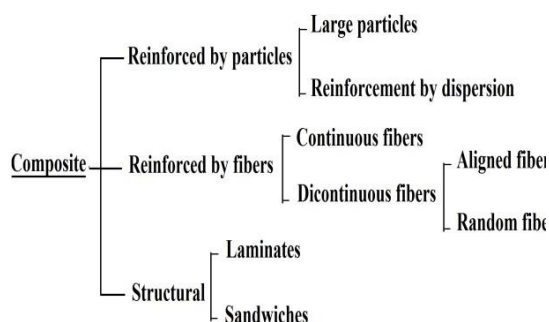 Large particles
Reinforced by particles
Reinforcement by dispersion
Continuous fibers
Composite
Reinforced by fibers
Aligned fiber
Dicontinuous fibers
Random fibe
Laminates
Structural
Sandwiches